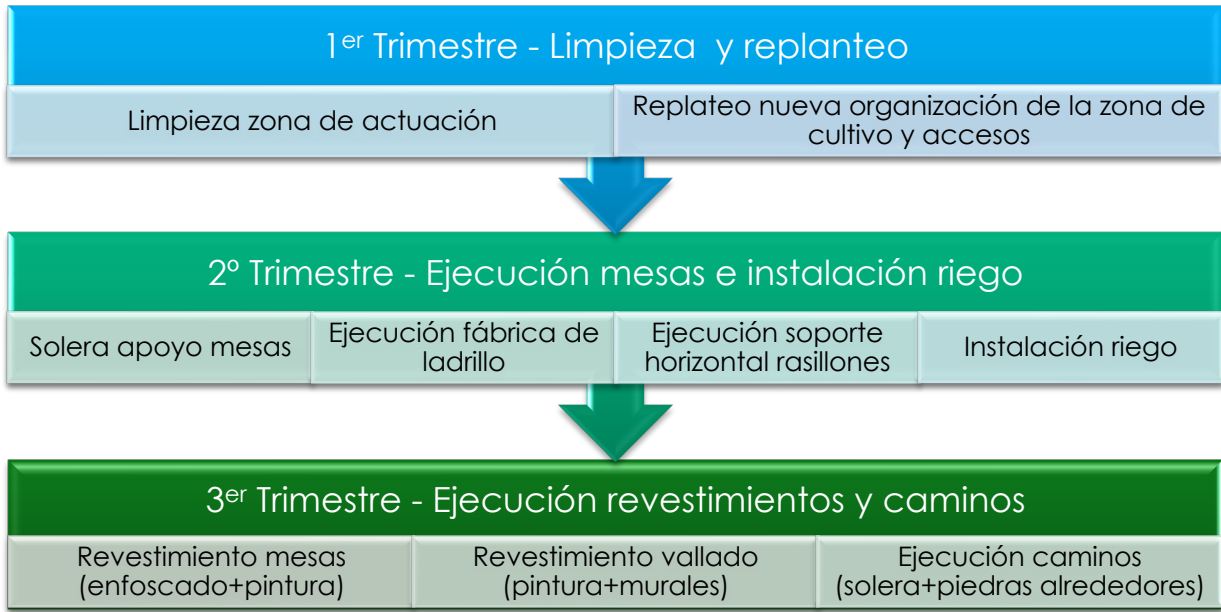 1er Trimestre - Limpieza y replanteo
Limpieza zona de actuación
Replateo nueva organización de la zona de
cultivo y accesos
2º Trimestre - Ejecución mesas e instalación riego
Solera apoyo mesas
Ejecución fábrica de
ladrillo
Ejecución soporte
horizontal rasillones
Instalación riego
3er Trimestre - Ejecución revestimientos y caminos
Revestimiento mesas
(enfoscado+pintura)
Revestimiento vallado
(pintura+murales)
Ejecución caminos
(solera+piedras alrededores)